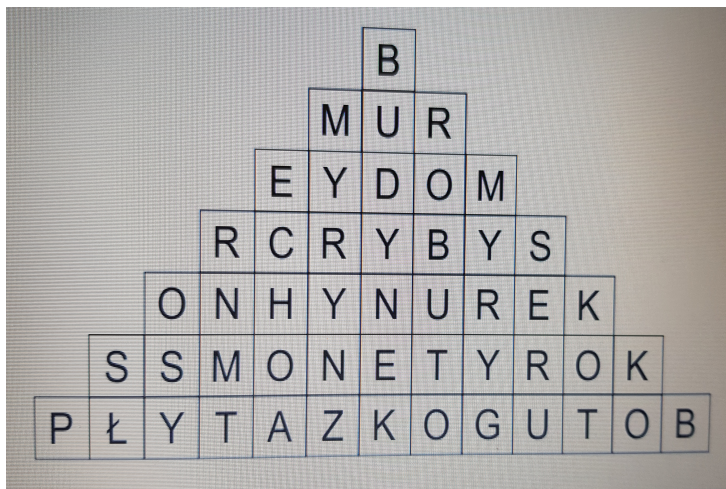 B
MUR
EYDOM
RCRYBYS
ONHYNUREK
SSMONETYROK
PŁYTAZKOGUTOB